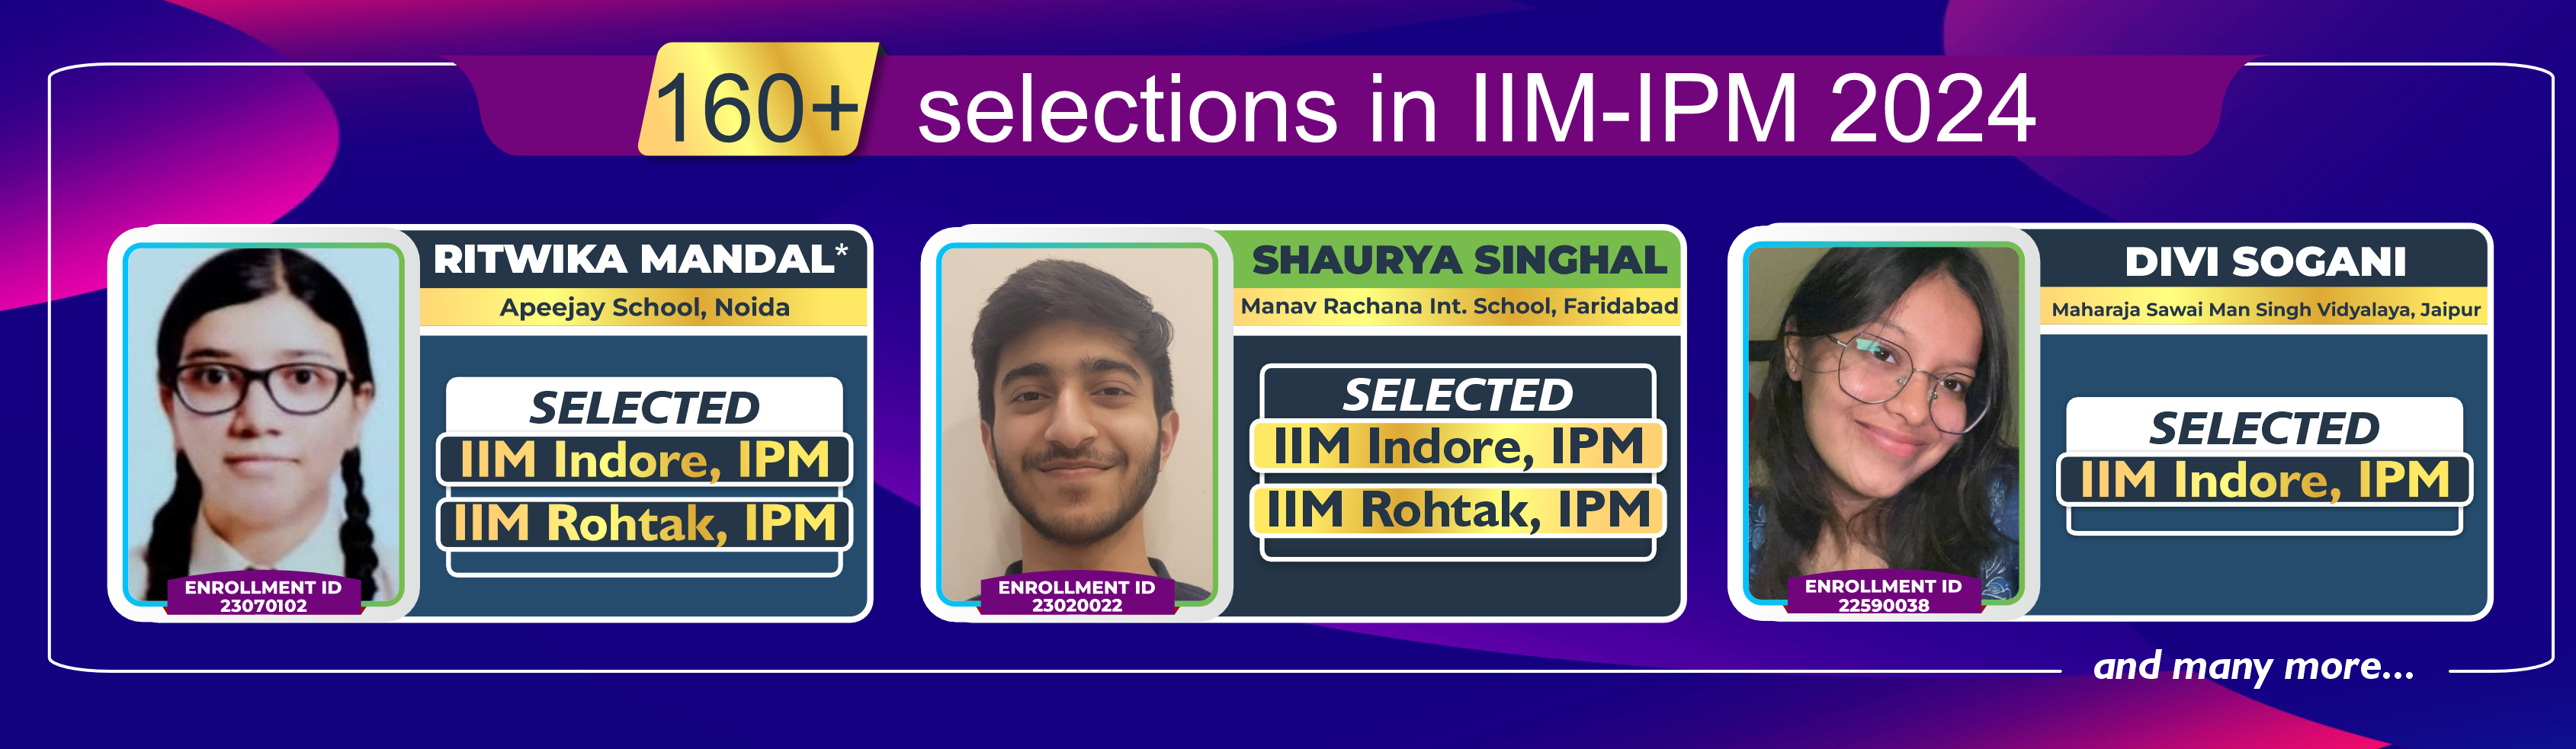 160+ selections in IIM-IPM 2024
RITWIKA MANDAL*
Apeejay School, Noida
SELECTED
IIM Indore, IPM
IIM Rohtak, IPM
ENROLLMENT ID
23070102
SHAURYA SINGHAL
Manav Rachana Int. School, Faridabad
SELECTED
IIM Indore, IPM
IIM Rohtak, IPM
ENROLLMENT ID
23020022
DIVI SOGANI
Maharaja Sawai Man Singh Vidyalaya, Jaipur
SELECTED
IIM Indore, IPM
ENROLLMENT ID
22590038
and many more...